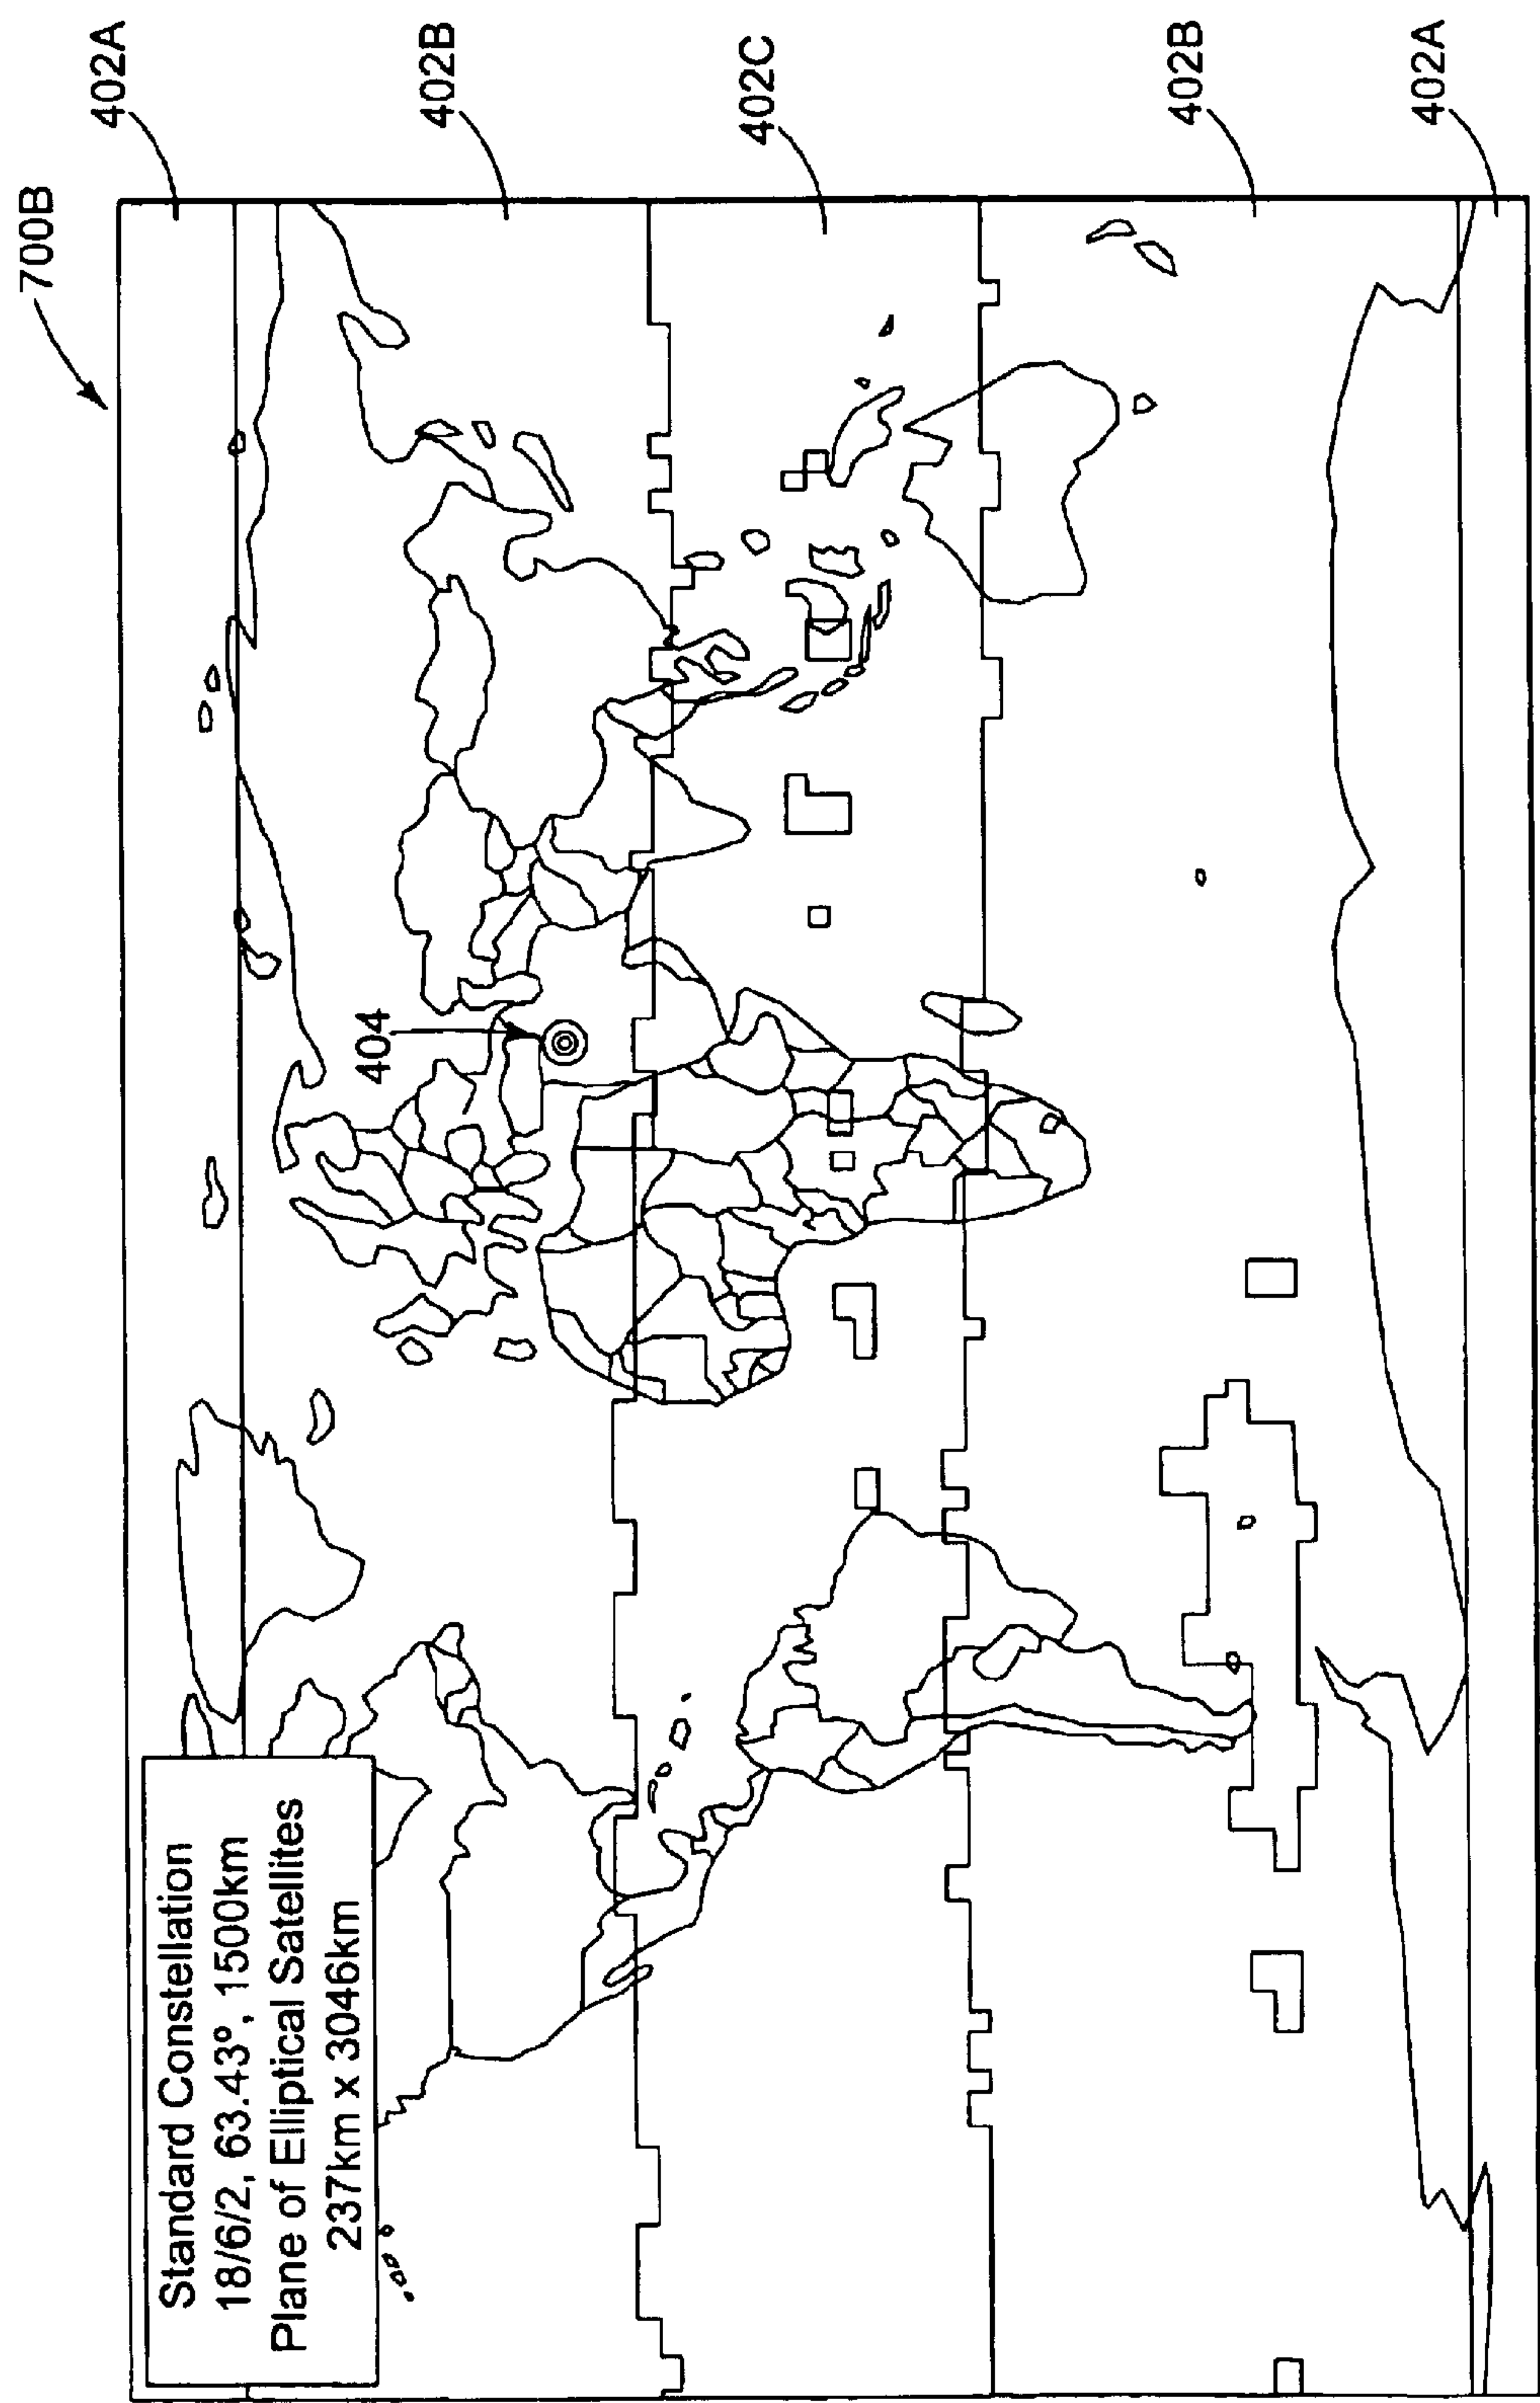 700B
402A
402B
402C
402B
402A
404
Standard Constellation
18/6/2, 63.43°, 1500km
Plane of Elliptical Satellites
237km x 3046km